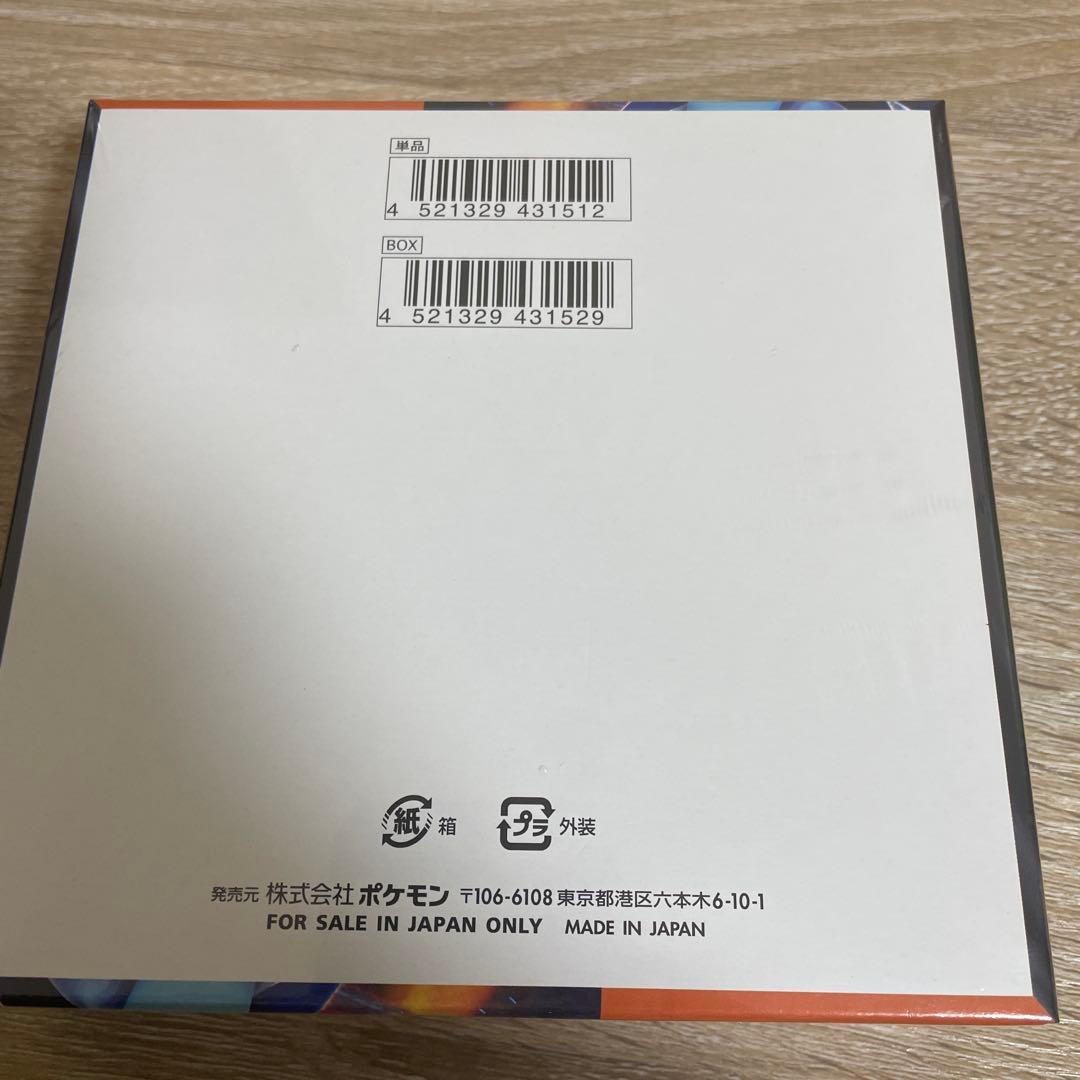 単品
4 521329 431512
BOX
4 521329 431529
紙 箱 プラ 外装
発売元 株式会社 ポケモン 〒106-6108 東京都港区六本木6-10-1
FOR SALE IN JAPAN ONLY MADE IN JAPAN